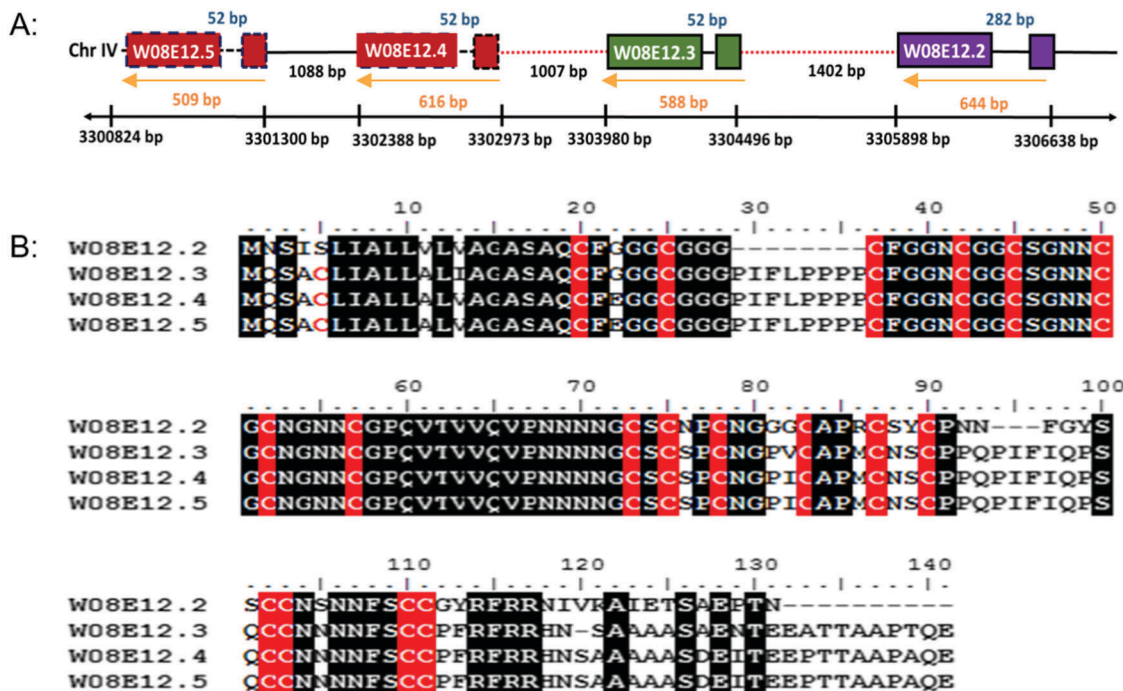 A:
52 bp 52 bp 52 bp 282 bp
Chr IV W08E12.5 W08E12.4 W08E12.3 W08E12.2
1088 bp 1007 bp 1402 bp
509 bp 616 bp 588 bp 644 bp
3300824 bp 3301300 bp 3302388 bp 3302973 bp 3303980 bp 3304496 bp 3305898 bp 3306638 bp
B:
10 20 30 40 50
W08E12.2 MNSISLIALLVLVAGASAQCFGGGCGGG--------CFGGNCGGCSGNNC
W08E12.3 MQSACLIALLALIAGASAQCFGGGCGGGPIFLPPPPCFGGNCGGCSGNNC
W08E12.4 MQSACLIALLALVAGASAQCFEGGCGGGPIFLPPPPCFGGNCGGCSGNNC
W08E12.5 MQSACLIALLALVAGASAQCFEGGCGGGPIFLPPPPCFGGNCGGCSGNNC
60 70 80 90 100
W08E12.2 GCNGNNCGPQVTVVQVPNNNNGCSCNPCNGGGCAPRCSYCPNN---FGYS
W08E12.3 GCNGNNCGPQVTVVQVPNNNNGCSCSPCNGPVCAPMCNSCPPQPIFIQPS
W08E12.4 GCNGNNCGPQVTVVQVPNNNNGCSCSPCNGPICAPMCNSCPPQPIFIQPS
W08E12.5 GCNGNNCGPQVTVVQVPNNNNGCSCSPCNGPICAPMCNSCPPQPIFIQPS
110 120 130 140
W08E12.2 SCCNSNNFSCCGYRFRRNIVKAIETSAEPTN----------
W08E12.3 QCCNNNNFSCCPFRFRRHN-SAAAASAENTEEATTAAPTQE
W08E12.4 QCCNNNNFSCCPFRFRRHNSAAAAASDEITEEPTTAAPAQE
W08E12.5 QCCNNNNFSCCPFRFRRHNSAAAAASDEITEEPTTAAPAQE